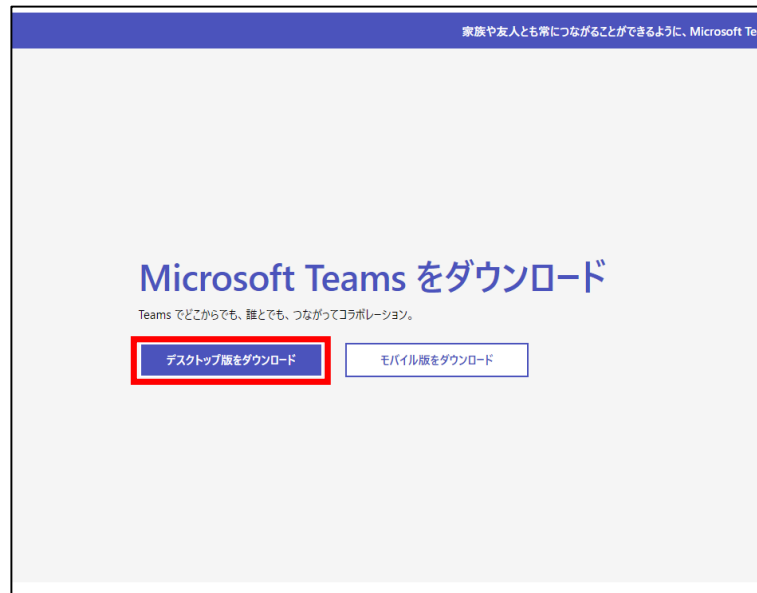 家族や友人とも常につながることができるように、Microsoft Te
Microsoft Teams をダウンロード
Teams でどこからでも、誰とでも、つながってコラボレーション。
デスクトップ版をダウンロード
モバイル版をダウンロード